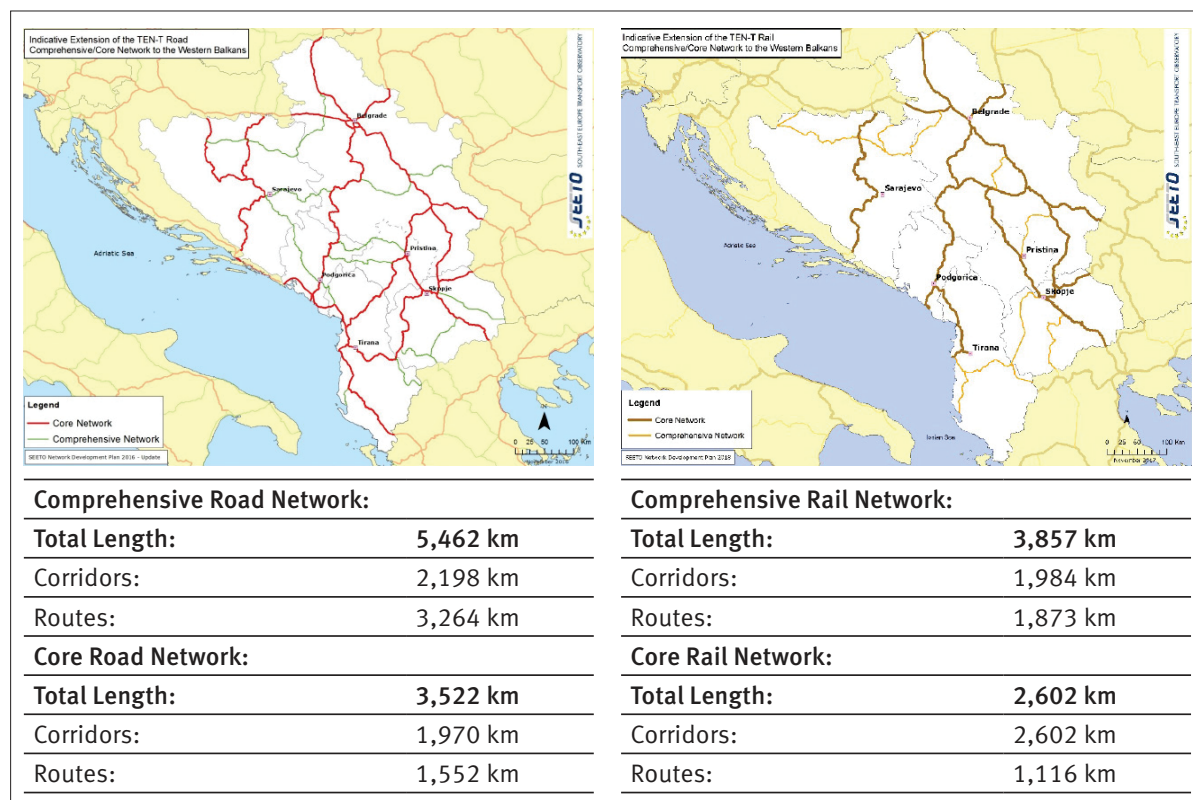 Indicative Extension of the TEN-T Road
Comprehensive/Core Network to the Western Balkans
SEETO SOUTH-EAST EUROPE TRANSPORT OBSERVATORY
Belgrade
Sarajevo
Adriatic Sea
Pristina
Podgorica
Skopje
Tirana
Legend
Core Network
Comprehensive Network
SEETO Network Development Plan 2016 - Update
0 25 50 100 Km
Indicative Extension of the TEN-T Rail
Comprehensive/Core Network to the Western Balkans
SEETO SOUTH-EAST EUROPE TRANSPORT OBSERVATORY
Belgrade
Sarajevo
Adriatic Sea
Pristina
Podgorica
Skopje
Tirana
Ionian Sea
Legend
Core Network
Comprehensive Network
SEETO Network Development Plan 2018
0 25 50 100 Km
November 2017
Comprehensive Road Network:
Total Length: 5,462 km
Corridors: 2,198 km
Routes: 3,264 km
Core Road Network:
Total Length: 3,522 km
Corridors: 1,970 km
Routes: 1,552 km
Comprehensive Rail Network:
Total Length: 3,857 km
Corridors: 1,984 km
Routes: 1,873 km
Core Rail Network:
Total Length: 2,602 km
Corridors: 2,602 km
Routes: 1,116 km